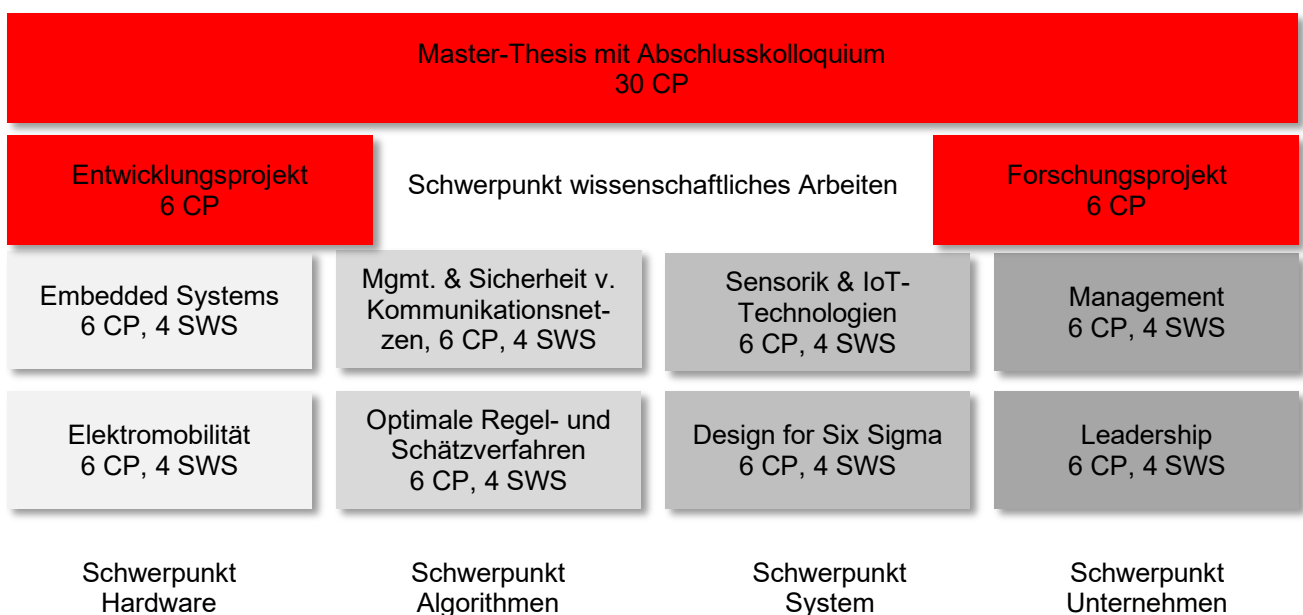 Master-Thesis mit Abschlusskolloquium
30 CP
Entwicklungsprojekt
6 CP
Schwerpunkt wissenschaftliches Arbeiten
Forschungsprojekt
6 CP
Embedded Systems
6 CP, 4 SWS
Mgmt. & Sicherheit v.
Kommunikationsnet-
zen, 6 CP, 4 SWS
Sensorik & IoT-
Technologien
6 CP, 4 SWS
Management
6 CP, 4 SWS
Elektromobilität
6 CP, 4 SWS
Optimale Regel- und
Schätzverfahren
6 CP, 4 SWS
Design for Six Sigma
6 CP, 4 SWS
Leadership
6 CP, 4 SWS
Schwerpunkt
Hardware
Schwerpunkt
Algorithmen
Schwerpunkt
System
Schwerpunkt
Unternehmen